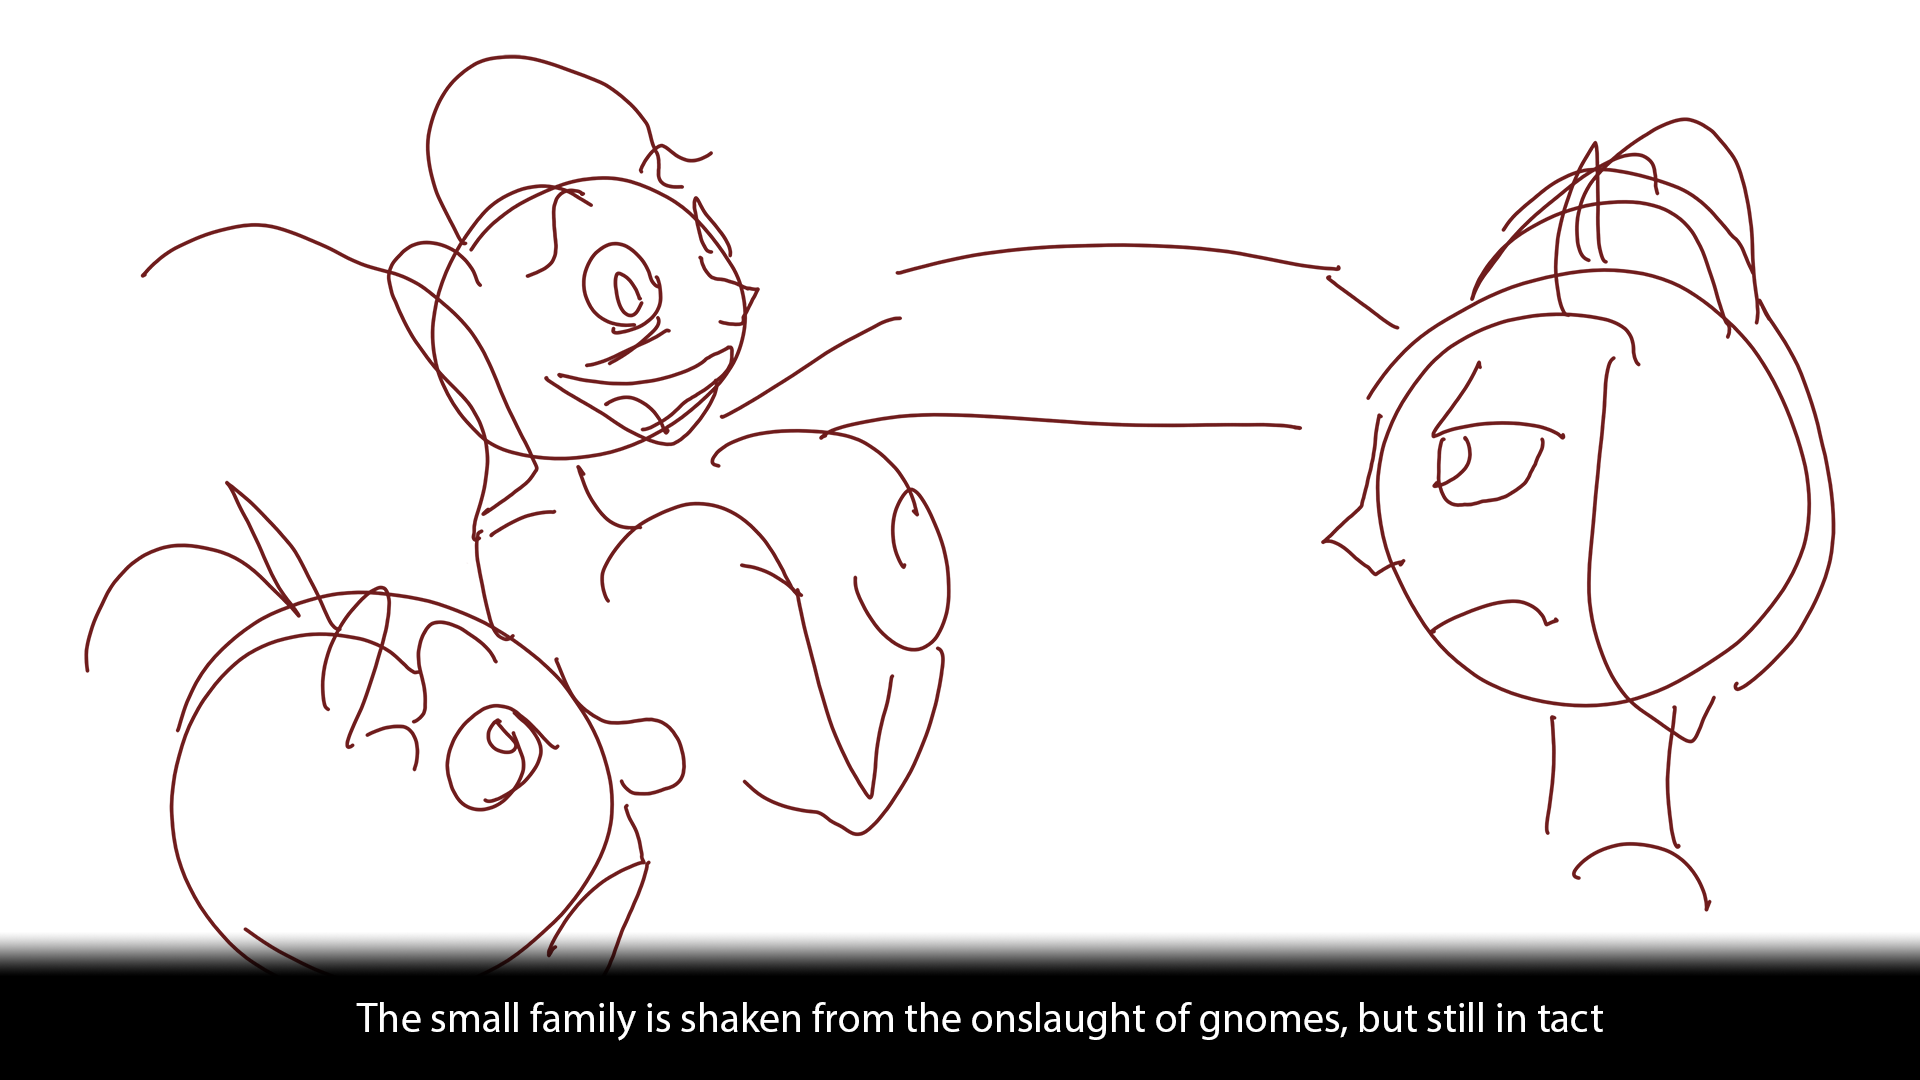 The small family is shaken from the onslaught of gnomes, but still in tact